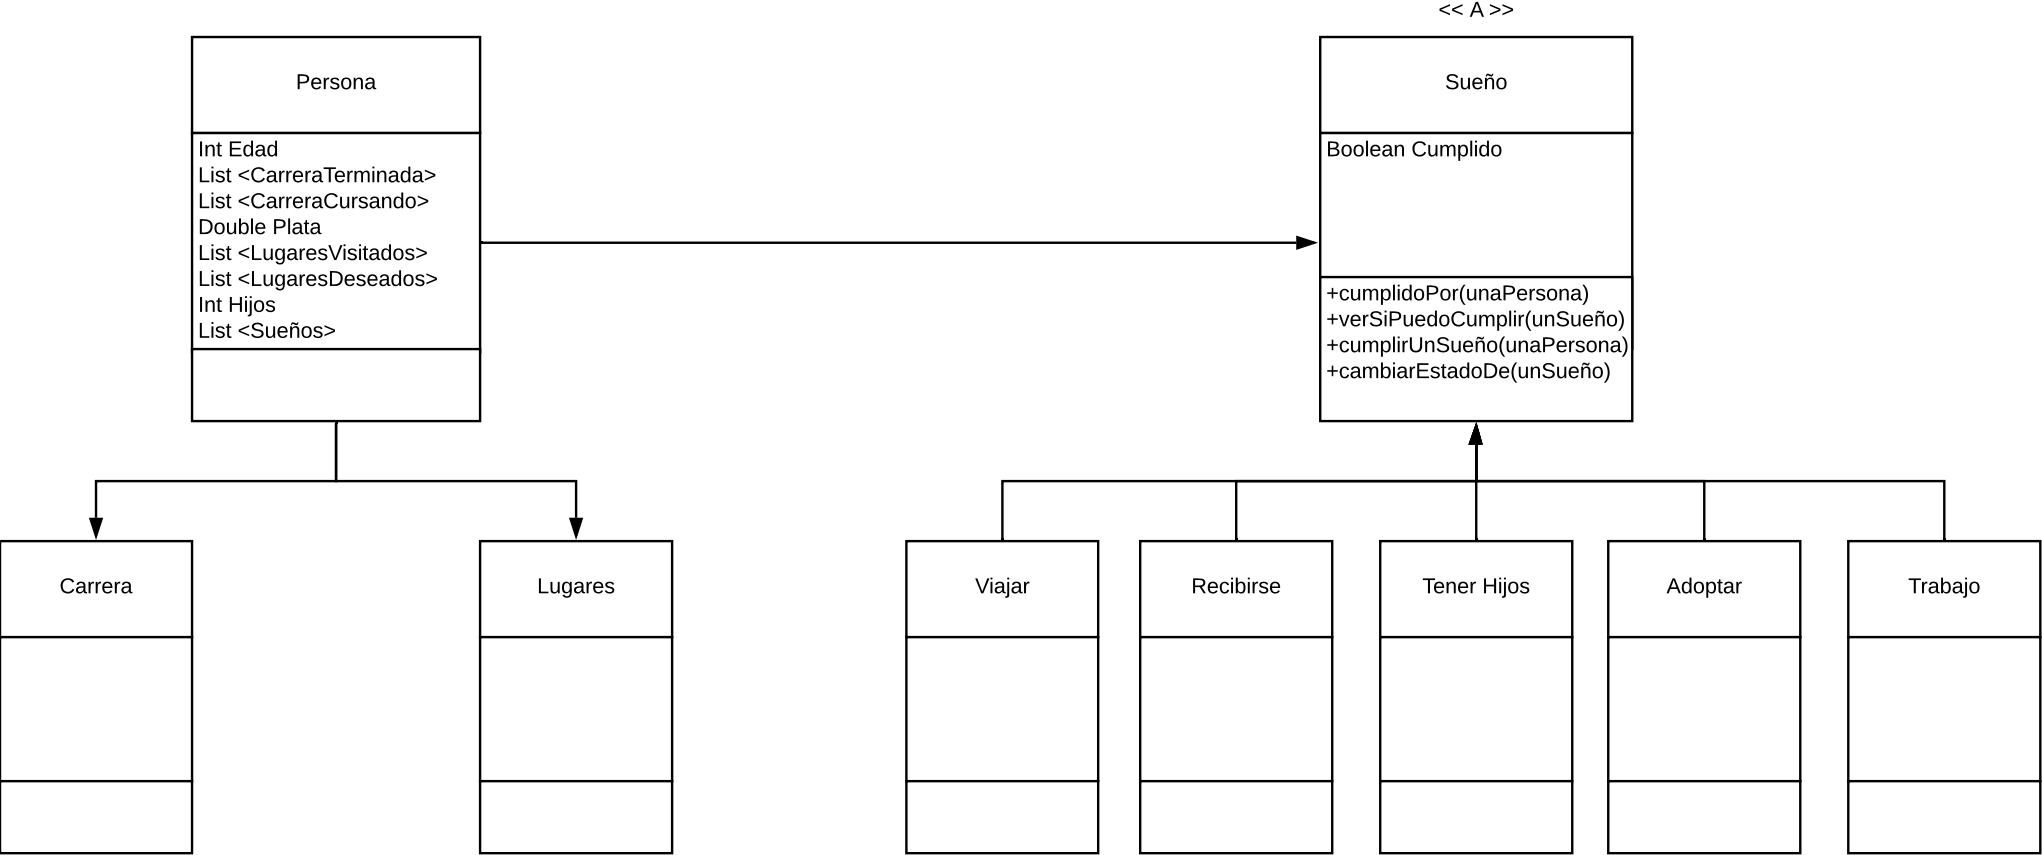 << A >>
Persona
Int Edad
List <CarreraTerminada>
List <CarreraCursando>
Double Plata
List <LugaresVisitados>
List <LugaresDeseados>
Int Hijos
List <Sueños>
Sueño
Boolean Cumplido
+cumplidoPor(unaPersona)
+verSiPuedoCumplir(unSueño)
+cumplirUnSueño(unaPersona)
+cambiarEstadoDe(unSueño)
Carrera
Lugares
Viajar
Recibirse
Tener Hijos
Adoptar
Trabajo